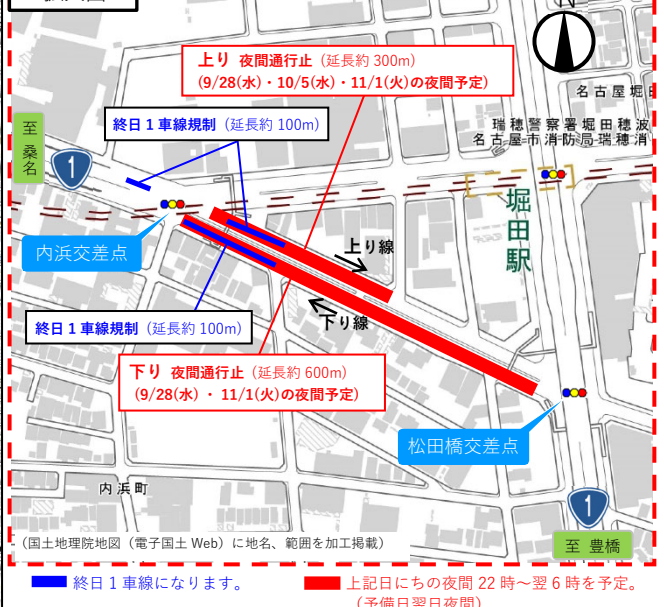 N
上り 夜間通行止（延長約 300m）
(9/28(水)・10/5(水)・11/1(火)の夜間予定)
名古屋堀
終日１車線規制（延長約 100m）
瑞穂警察署堀田
名古屋市消防局瑞穂消
至 桑名
1
堀田駅
内浜交差点
上り線
下り線
終日１車線規制（延長約 100m）
下り 夜間通行止（延長約 600m）
(9/28(水) ・ 11/1(火)の夜間予定)
松田橋交差点
内浜町
1
（国土地理院地図（電子国土 Web）に地名、範囲を加工掲載）
至 豊橋
終日１車線になります。
上記日にちの夜間 22 時～翌 6 時を予定。
（予備日翌日夜間）